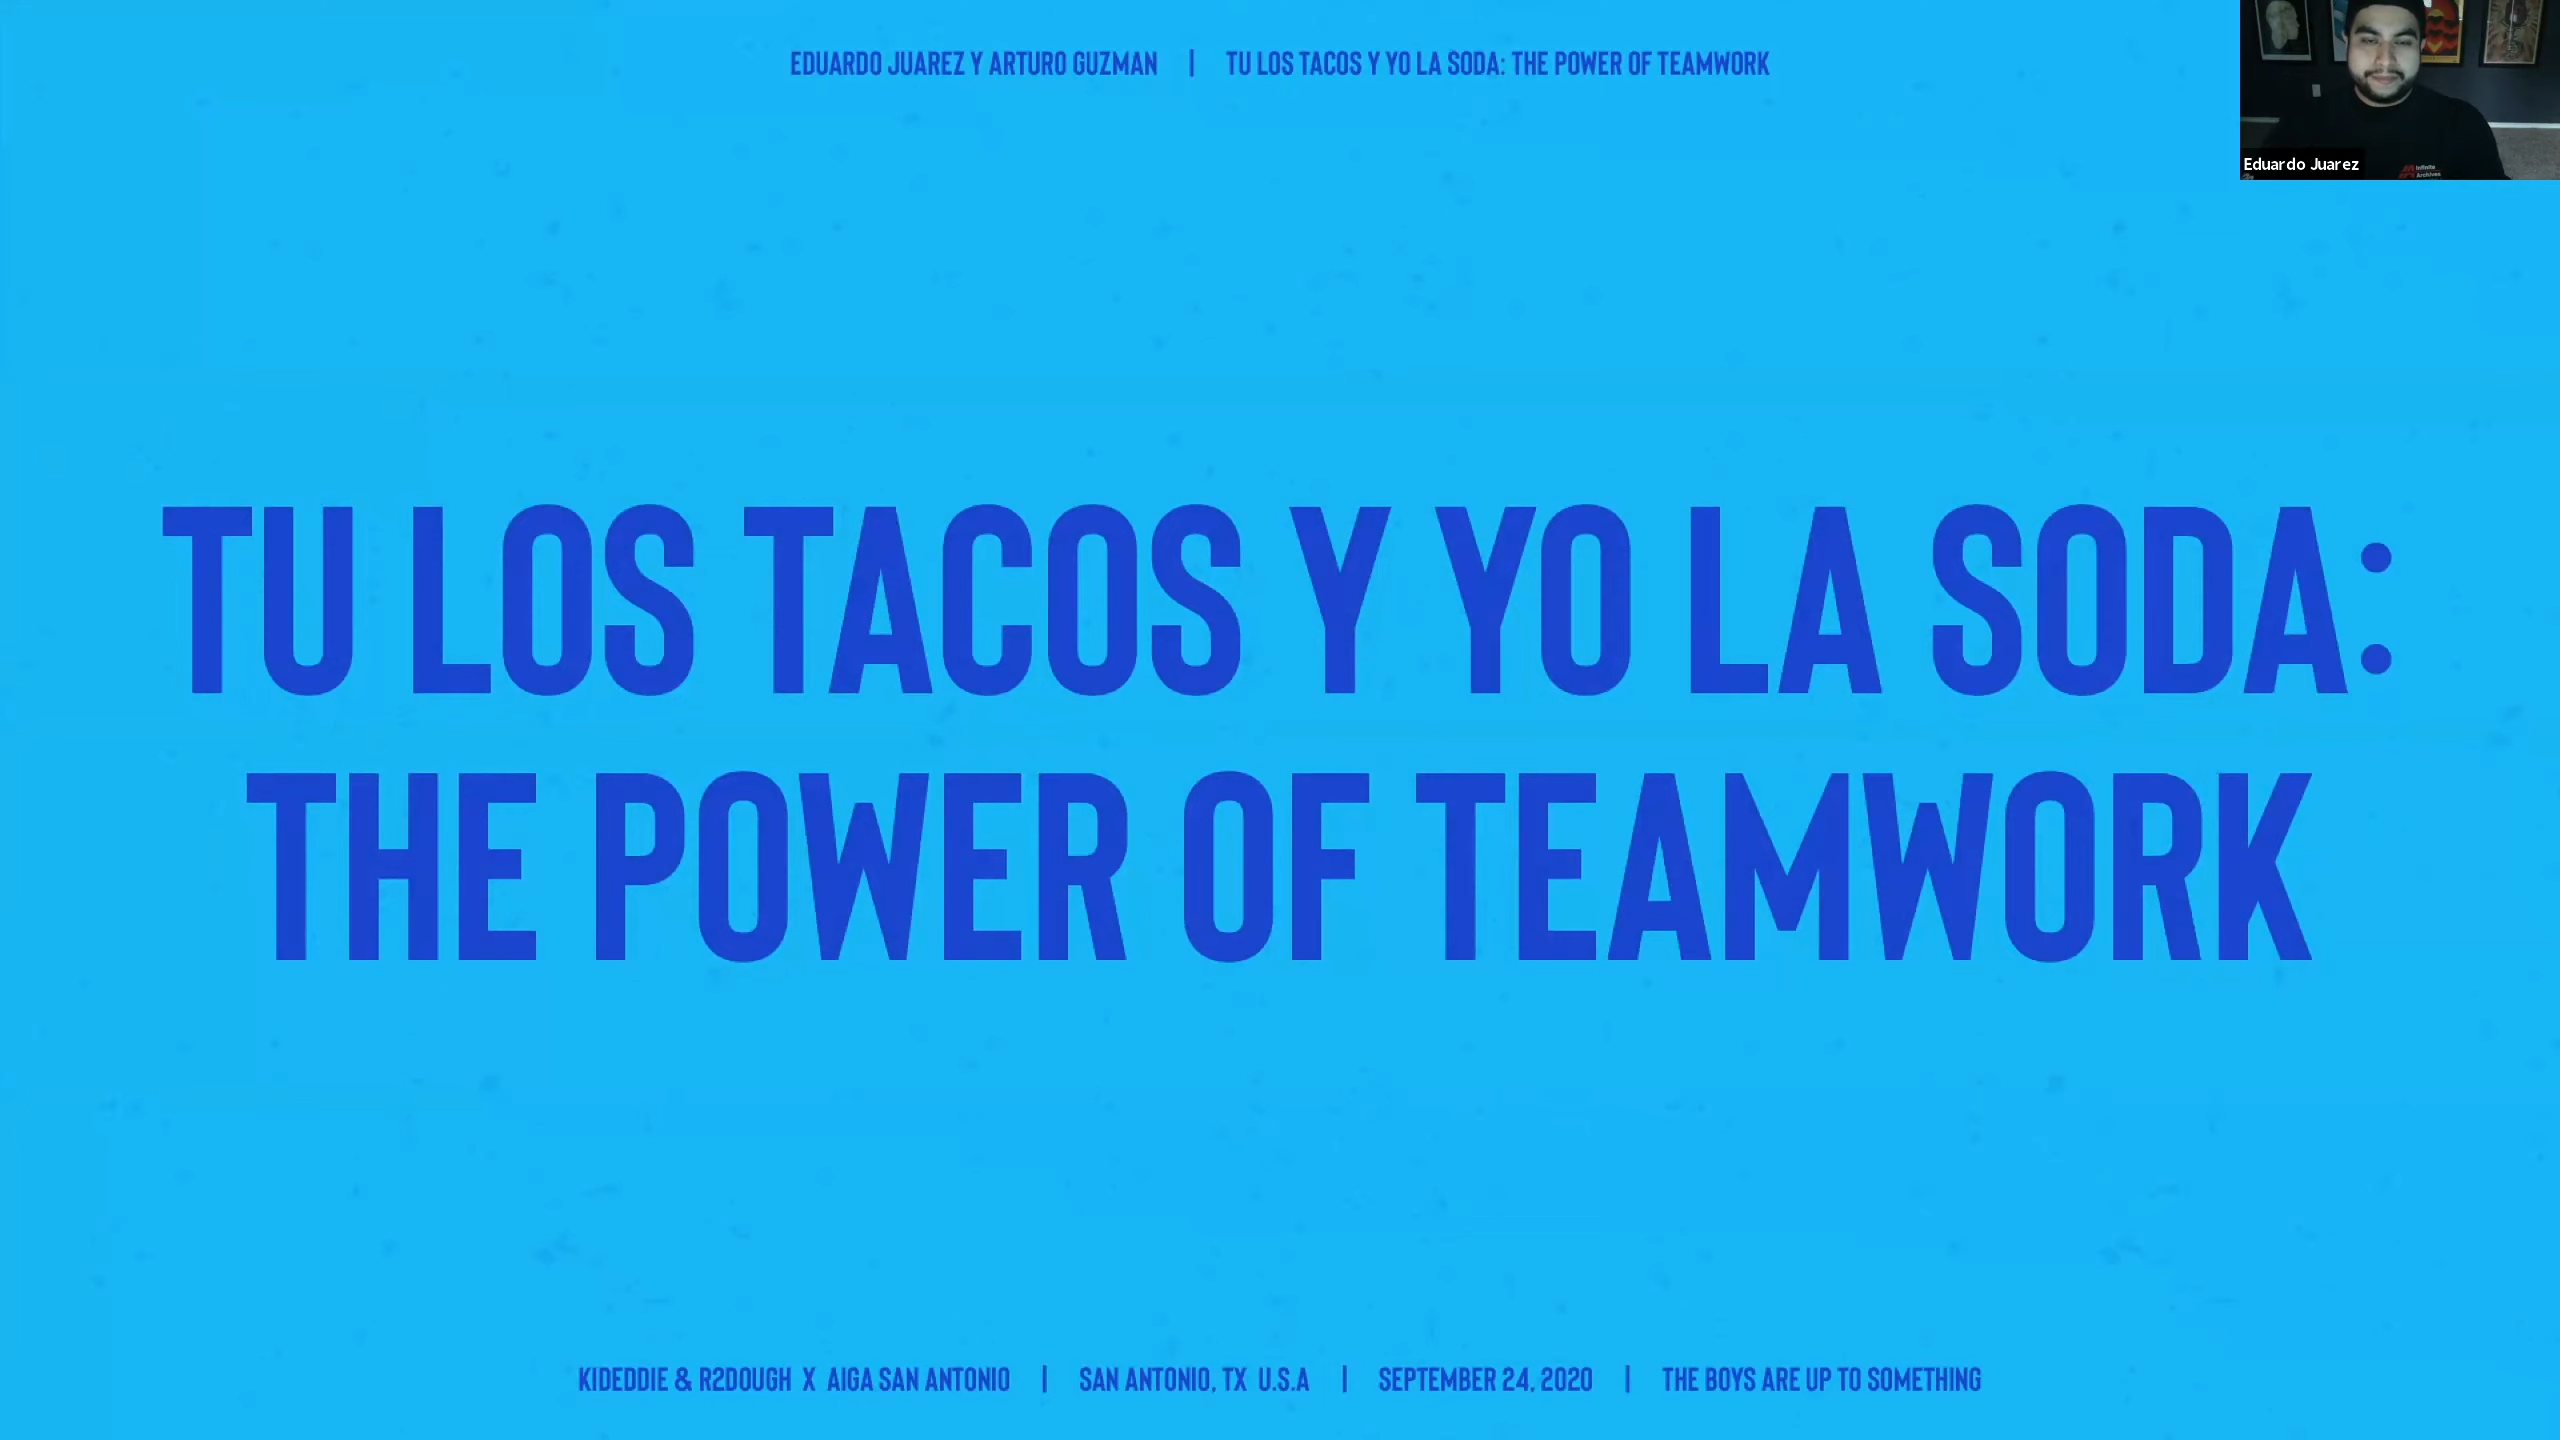 EDUARDO JUAREZ Y ARTURO GUZMAN | TU LOS TACOS Y YO LA SODA: THE POWER OF TEAMWORK
Eduardo Juarez
Infinite
Archives
TU LOS TACOS Y YO LA SODA:
THE POWER OF TEAMWORK
KIDEDDIE & R2DOUGH X AIGA SAN ANTONIO | SAN ANTONIO, TX U.S.A | SEPTEMBER 24, 2020 | THE BOYS ARE UP TO SOMETHING